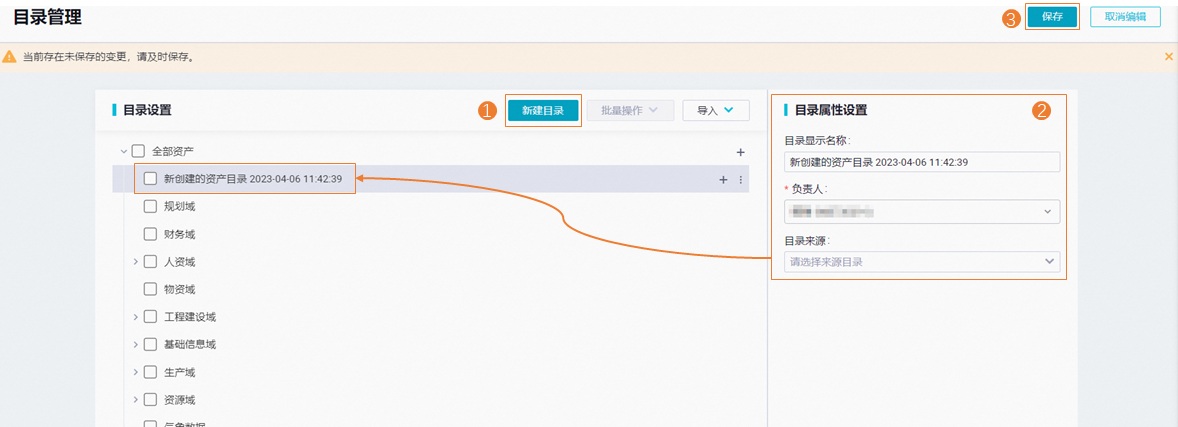 目录管理
3
保存
取消编辑
当前存在未保存的变更，请及时保存。
目录设置
1
新建目录
批量操作
导入
目录属性设置
2
全部资产
新创建的资产目录 2023-04-06 11:42:39
规划域
财务域
人资域
物资域
工程建设域
基础信息域
生产域
资源域
目录显示名称:
新创建的资产目录 2023-04-06 11:42:39
* 负责人:
目录来源:
请选择来源目录